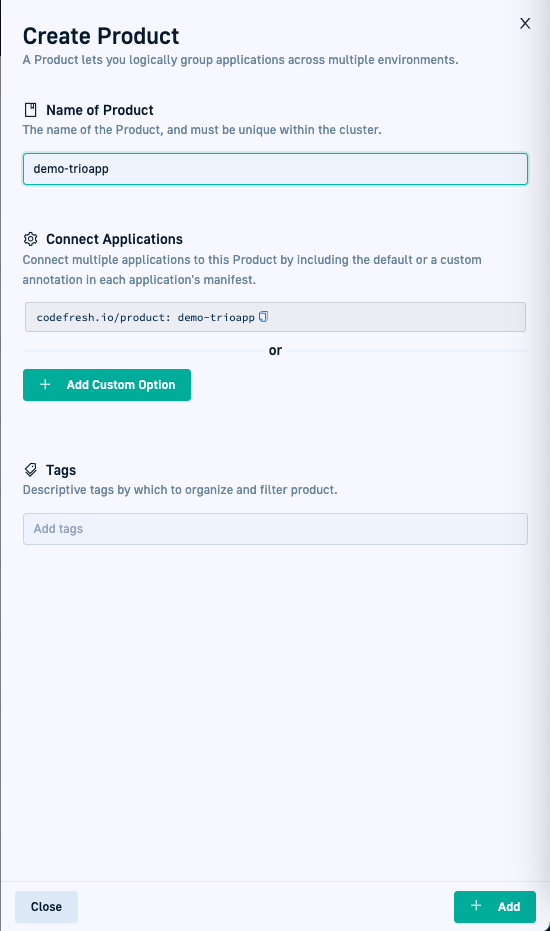 Create Product
A Product lets you logically group applications across multiple environments.
Name of Product
The name of the Product, and must be unique within the cluster.
demo-trioapp
Connect Applications
Connect multiple applications to this Product by including the default or a custom
annotation in each application's manifest.
codefresh.io/product: demo-trioapp
or
Add Custom Option
Tags
Descriptive tags by which to organize and filter product.
Add tags
Close
Add